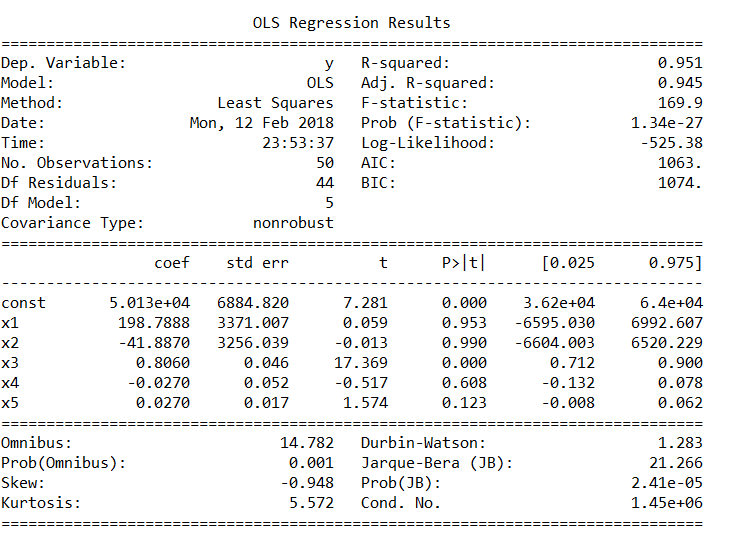 OLS Regression Results
==============================================================================
Dep. Variable:                      y   R-squared:                       0.951
Model:                            OLS   Adj. R-squared:                  0.945
Method:                 Least Squares   F-statistic:                     169.9
Date:                Mon, 12 Feb 2018   Prob (F-statistic):           1.34e-27
Time:                        23:53:37   Log-Likelihood:                -525.38
No. Observations:                  50   AIC:                             1063.
Df Residuals:                      44   BIC:                             1074.
Df Model:                           5
Covariance Type:            nonrobust
==============================================================================
                 coef    std err          t      P>|t|      [0.025      0.975]
------------------------------------------------------------------------------
const       5.013e+04   6884.820      7.281      0.000    3.62e+04     6.4e+04
x1           198.7888   3371.007      0.059      0.953   -6595.030    6992.607
x2           -41.8870   3256.039     -0.013      0.990   -6604.003    6520.229
x3             0.8060      0.046     17.369      0.000       0.712       0.900
x4            -0.0270      0.052     -0.517      0.608      -0.132       0.078
x5             0.0270      0.017      1.574      0.123      -0.008       0.062
==============================================================================
Omnibus:                       14.782   Durbin-Watson:                   1.283
Prob(Omnibus):                  0.001   Jarque-Bera (JB):               21.266
Skew:                          -0.948   Prob(JB):                     2.41e-05
Kurtosis:                       5.572   Cond. No.                     1.45e+06
==============================================================================